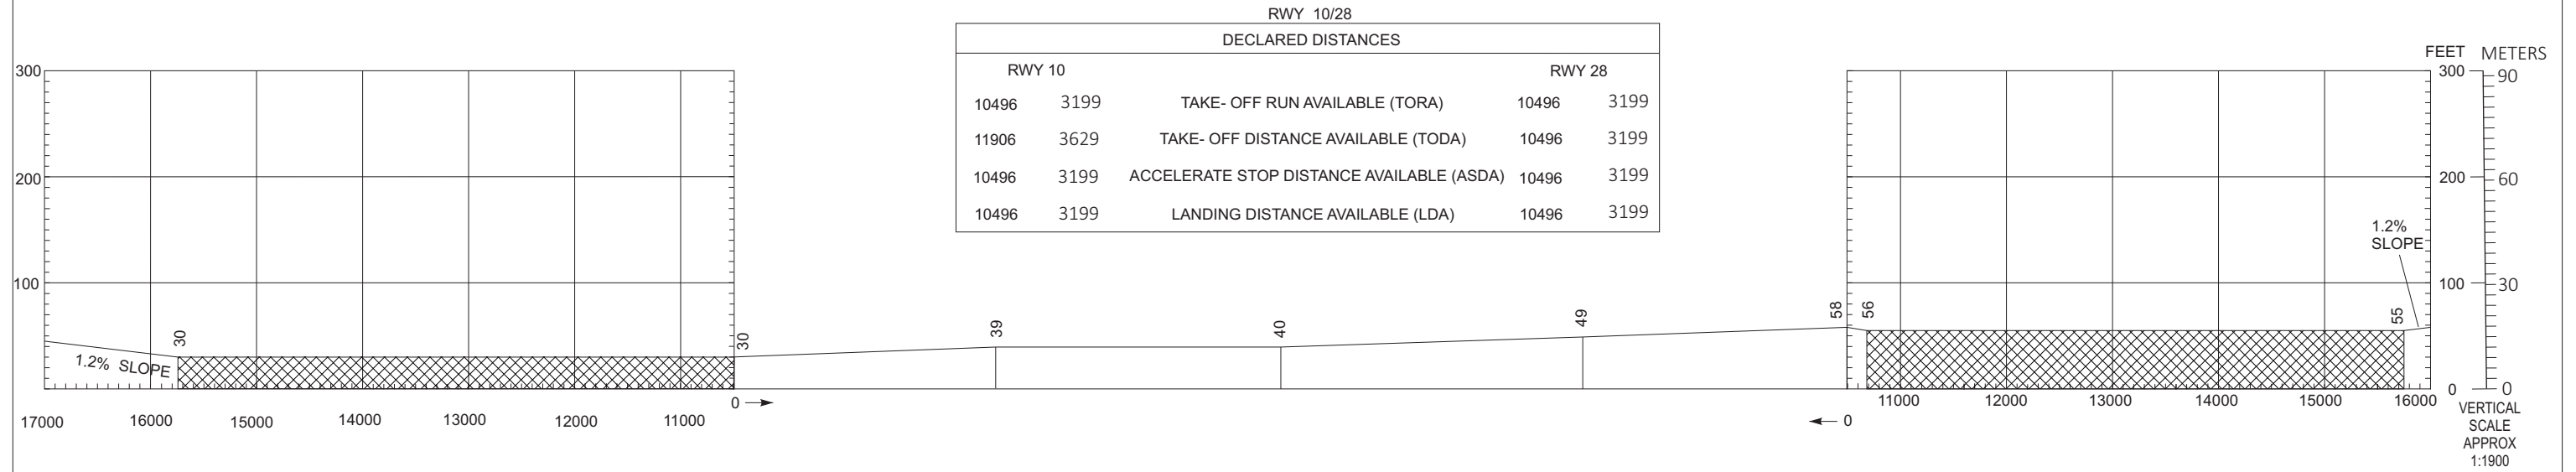 RWY 10/28
DECLARED DISTANCES
RWY 10 RWY 28
10496 3199 TAKE- OFF RUN AVAILABLE (TORA) 10496 3199
11906 3629 TAKE- OFF DISTANCE AVAILABLE (TODA) 10496 3199
10496 3199 ACCELERATE STOP DISTANCE AVAILABLE (ASDA) 10496 3199
10496 3199 LANDING DISTANCE AVAILABLE (LDA) 10496 3199
300
200
100
30
1.2% SLOPE
17000 16000 15000 14000 13000 12000 11000
0
30
39
40
49
58
56
55
1.2%
SLOPE
0
11000 12000 13000 14000 15000 16000
FEET METERS
300 90
200 60
100 30
0 0
VERTICAL
SCALE
APPROX
1:1900